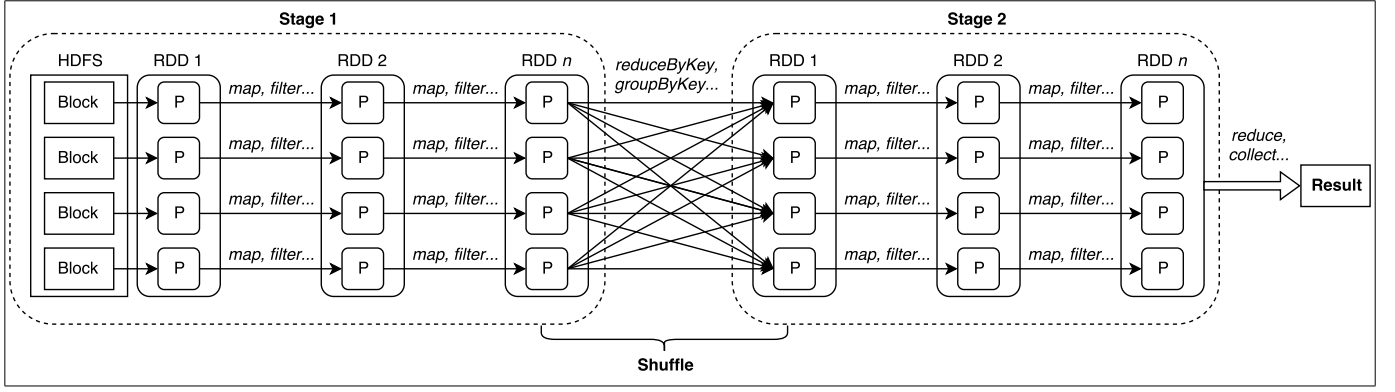 Stage 1
Stage 2
HDFS
RDD 1
RDD 2
RDD n
reduceByKey,
groupByKey...
RDD 1
RDD 2
RDD n
Block
P
map, filter...
P
map, filter...
P
P
map, filter...
P
map, filter...
P
Block
P
map, filter...
P
map, filter...
P
P
map, filter...
P
map, filter...
P
reduce,
collect...
Result
Block
P
map, filter...
P
map, filter...
P
P
map, filter...
P
map, filter...
P
Block
P
map, filter...
P
map, filter...
P
P
map, filter...
P
map, filter...
P
Shuffle